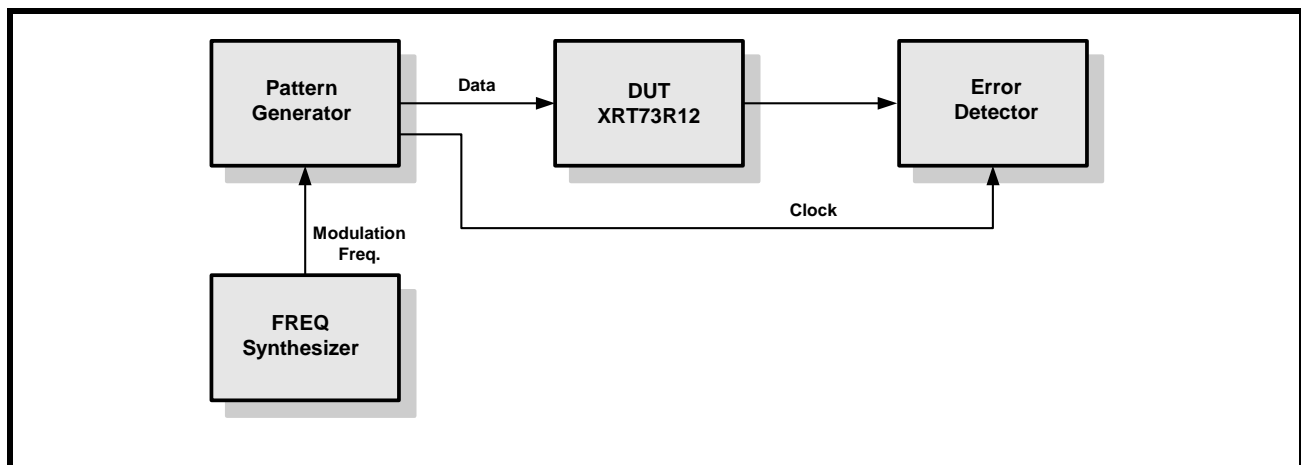 Pattern
Generator
Data
DUT
XRT73R12
Error
Detector
Clock
Modulation
Freq.
FREQ
Synthesizer